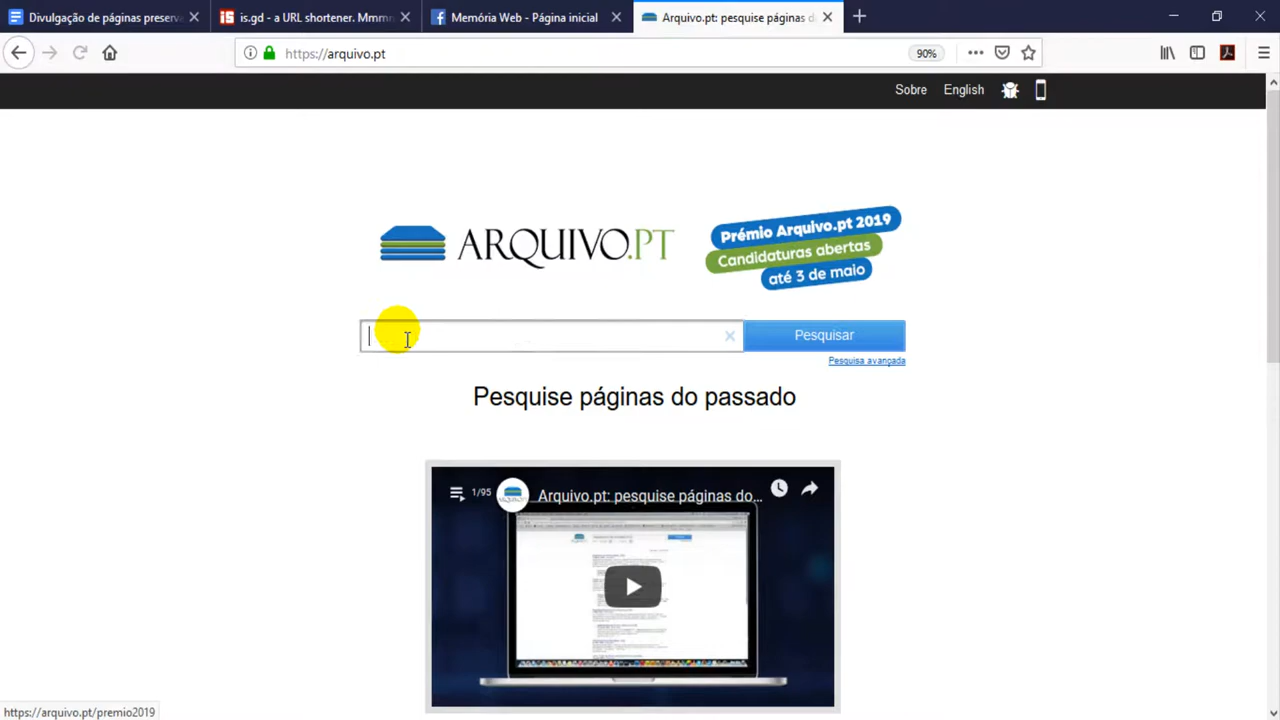 Divulgação de páginas preserva
is.gd - a URL shortener. Mmmn
Memória Web - Página inicial
Arquivo.pt: pesquise páginas d
https://arquivo.pt
90%
Sobre
English
ARQUIVO.PT
Prémio Arquivo.pt 2019
Candidaturas abertas
até 3 de maio
Pesquisar
Pesquisa avançada
Pesquise páginas do passado
1/95
Arquivo.pt: pesquise páginas do...
https://arquivo.pt/premio2019